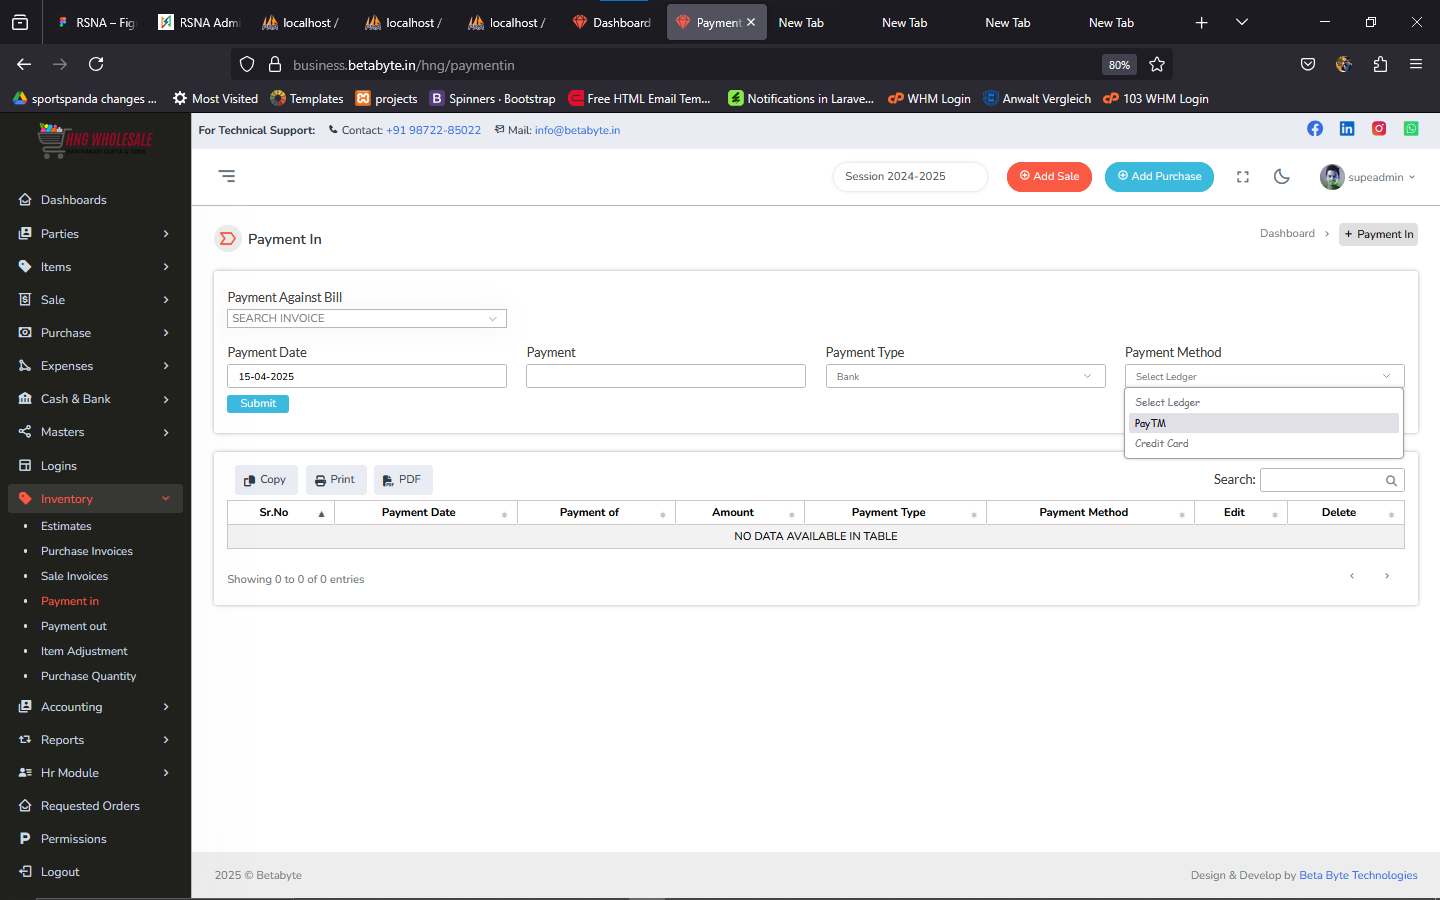 RSNA – Fig
RSNA Admi
localhost /
localhost /
localhost /
Dashboard
Payment
New Tab
New Tab
New Tab
New Tab
business.betabyte.in/hng/paymentin
80%
sportspanda changes ...
Most Visited
Templates
projects
Spinners · Bootstrap
Free HTML Email Tem...
Notifications in Larave...
WHM Login
Anwalt Vergleich
103 WHM Login
HNG WHOLESALE
For Technical Support:
Contact: +91 98722-85022
Mail: info@betabyte.in
Session 2024-2025
Add Sale
Add Purchase
supeadmin
Dashboards
Parties
Items
Sale
Purchase
Expenses
Cash & Bank
Masters
Logins
Inventory
Estimates
Purchase Invoices
Sale Invoices
Payment in
Payment out
Item Adjustment
Purchase Quantity
Accounting
Reports
Hr Module
Requested Orders
Permissions
Logout
Payment In
Dashboard > + Payment In
Payment Against Bill
SEARCH INVOICE
Payment Date
Payment
Payment Type
Payment Method
15-04-2025
Bank
Select Ledger
Submit
Select Ledger
PayTM
Credit Card
Copy
Print
PDF
Search:
Sr.No
Payment Date
Payment of
Amount
Payment Type
Payment Method
Edit
Delete
NO DATA AVAILABLE IN TABLE
Showing 0 to 0 of 0 entries
2025 © Betabyte
Design & Develop by Beta Byte Technologies